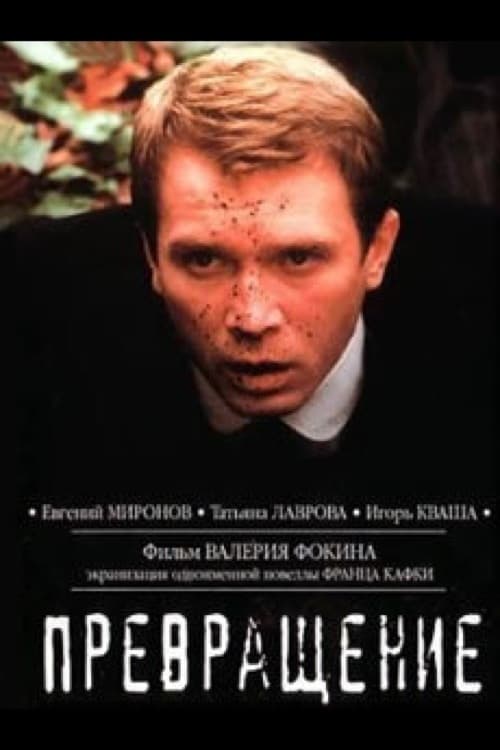 • Евгений МИРОНОВ • Татьяна ЛАВРОВА • Игорь КВАША •
Фильм ВАЛЕРИЯ ФОКИНА
экранизация одноименной новеллы ФРАНЦА КАФКИ
ПРЕВРАЩЕНИЕ